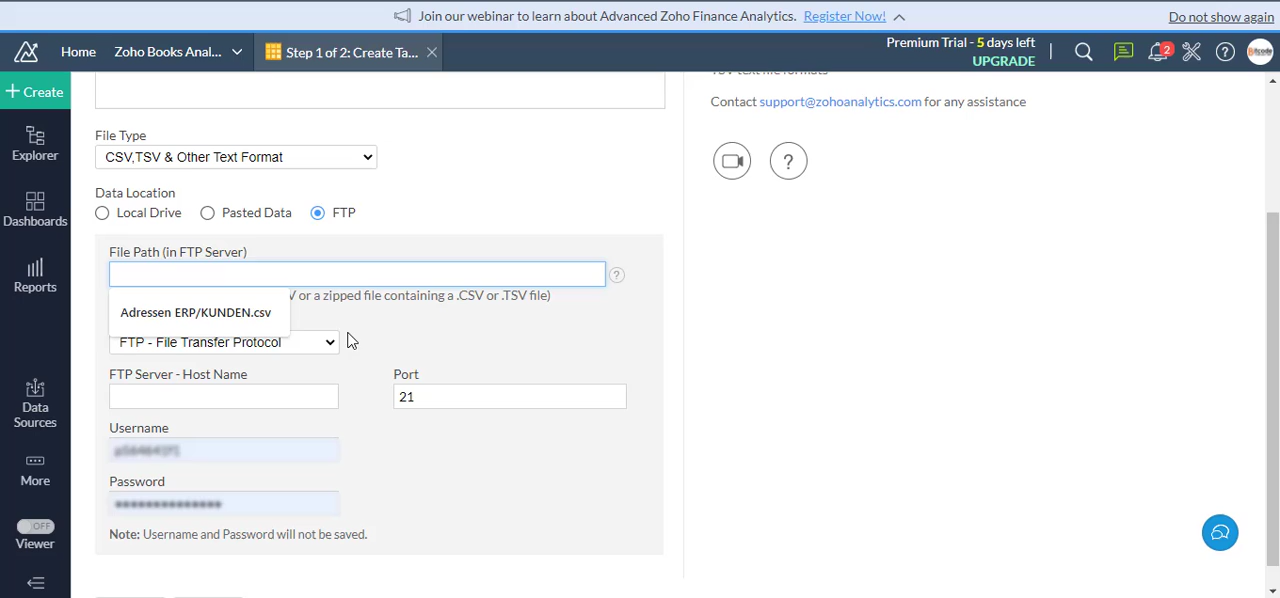 Join our webinar to learn about Advanced Zoho Finance Analytics. Register Now!
Do not show again
Home
Zoho Books Anal...
Step 1 of 2: Create Ta...
Premium Trial - 5 days left
UPGRADE
2
Create
Explorer
Dashboards
Reports
Data Sources
More
OFF
Viewer
File Type
CSV,TSV & Other Text Format
Data Location
Local Drive
Pasted Data
FTP
File Path (in FTP Server)
?
or a zipped file containing a .CSV or .TSV file)
Adressen ERP/KUNDEN.csv
FTP - File Transfer Protocol
FTP Server - Host Name
Port
21
Username
Password
Note: Username and Password will not be saved.
Contact support@zohoanalytics.com for any assistance
?